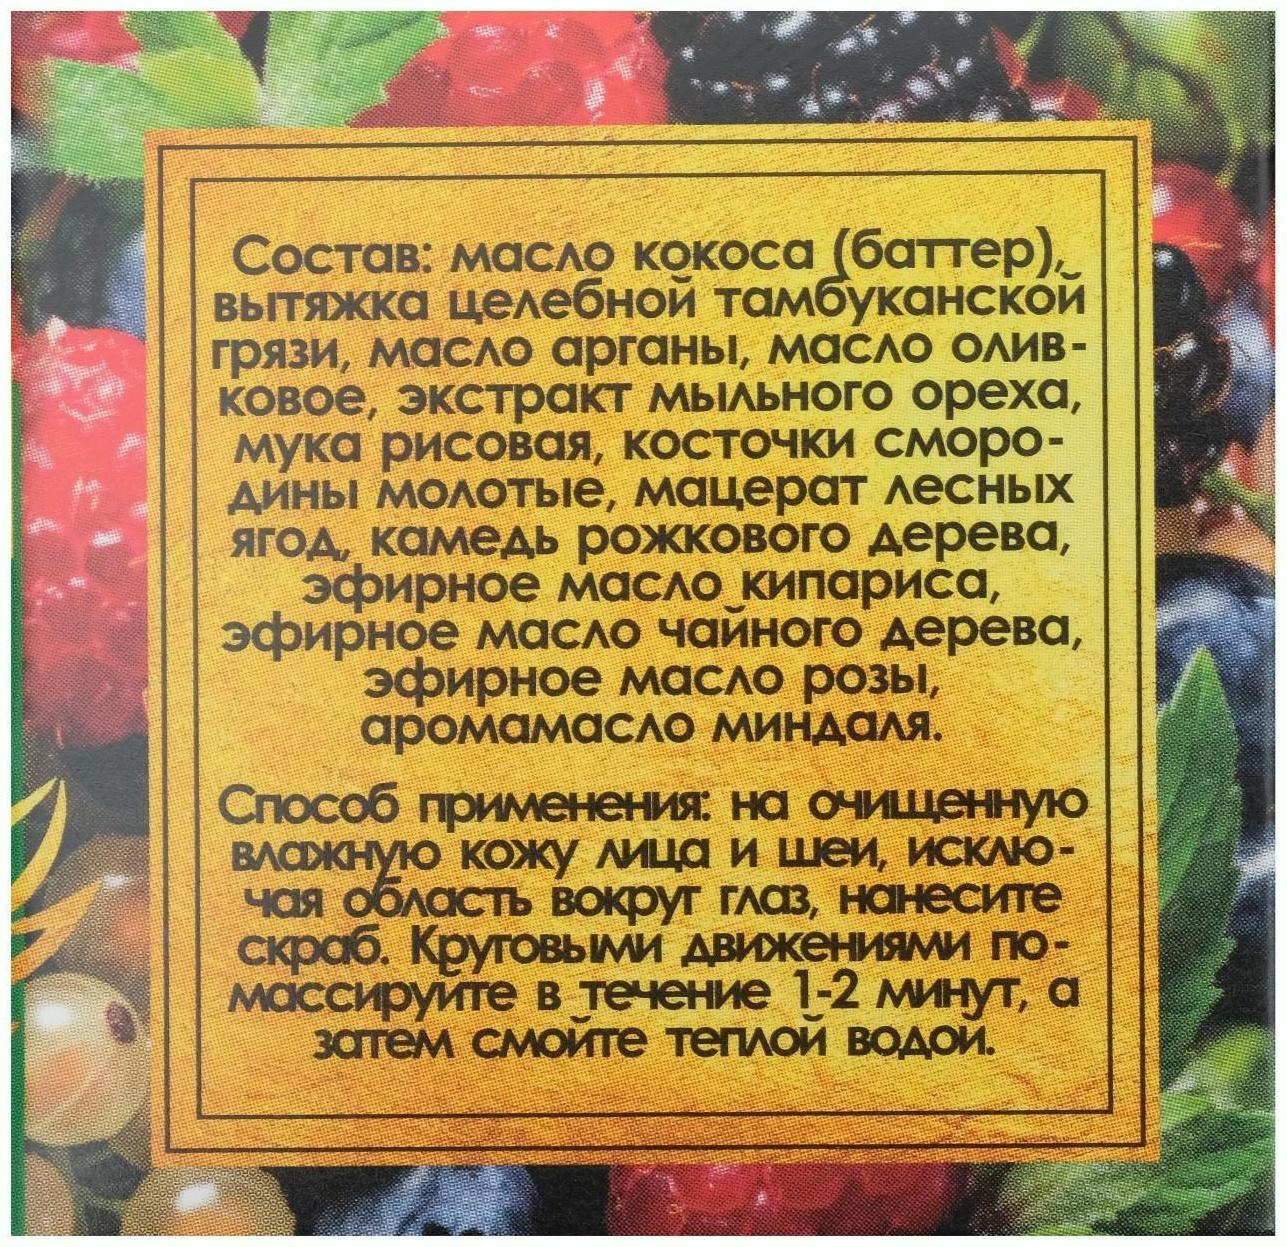 Состав: масло кокоса (баттер),
вытяжка целебной тамбуканской
грязи, масло арганы, масло олив-
ковое, экстракт мыльного ореха,
мука рисовая, косточки сморо-
дины молотые, мацерат лесных
ягод, камедь рожкового дерева,
эфирное масло кипариса,
эфирное масло чайного дерева,
эфирное масло розы,
аромамасло миндаля.
Способ применения: на очищенную
влажную кожу лица и шеи, исклю-
чая область вокруг глаз, нанесите
скраб. Круговыми движениями по-
массируйте в течение 1-2 минут, а
затем смойте теплой водой.